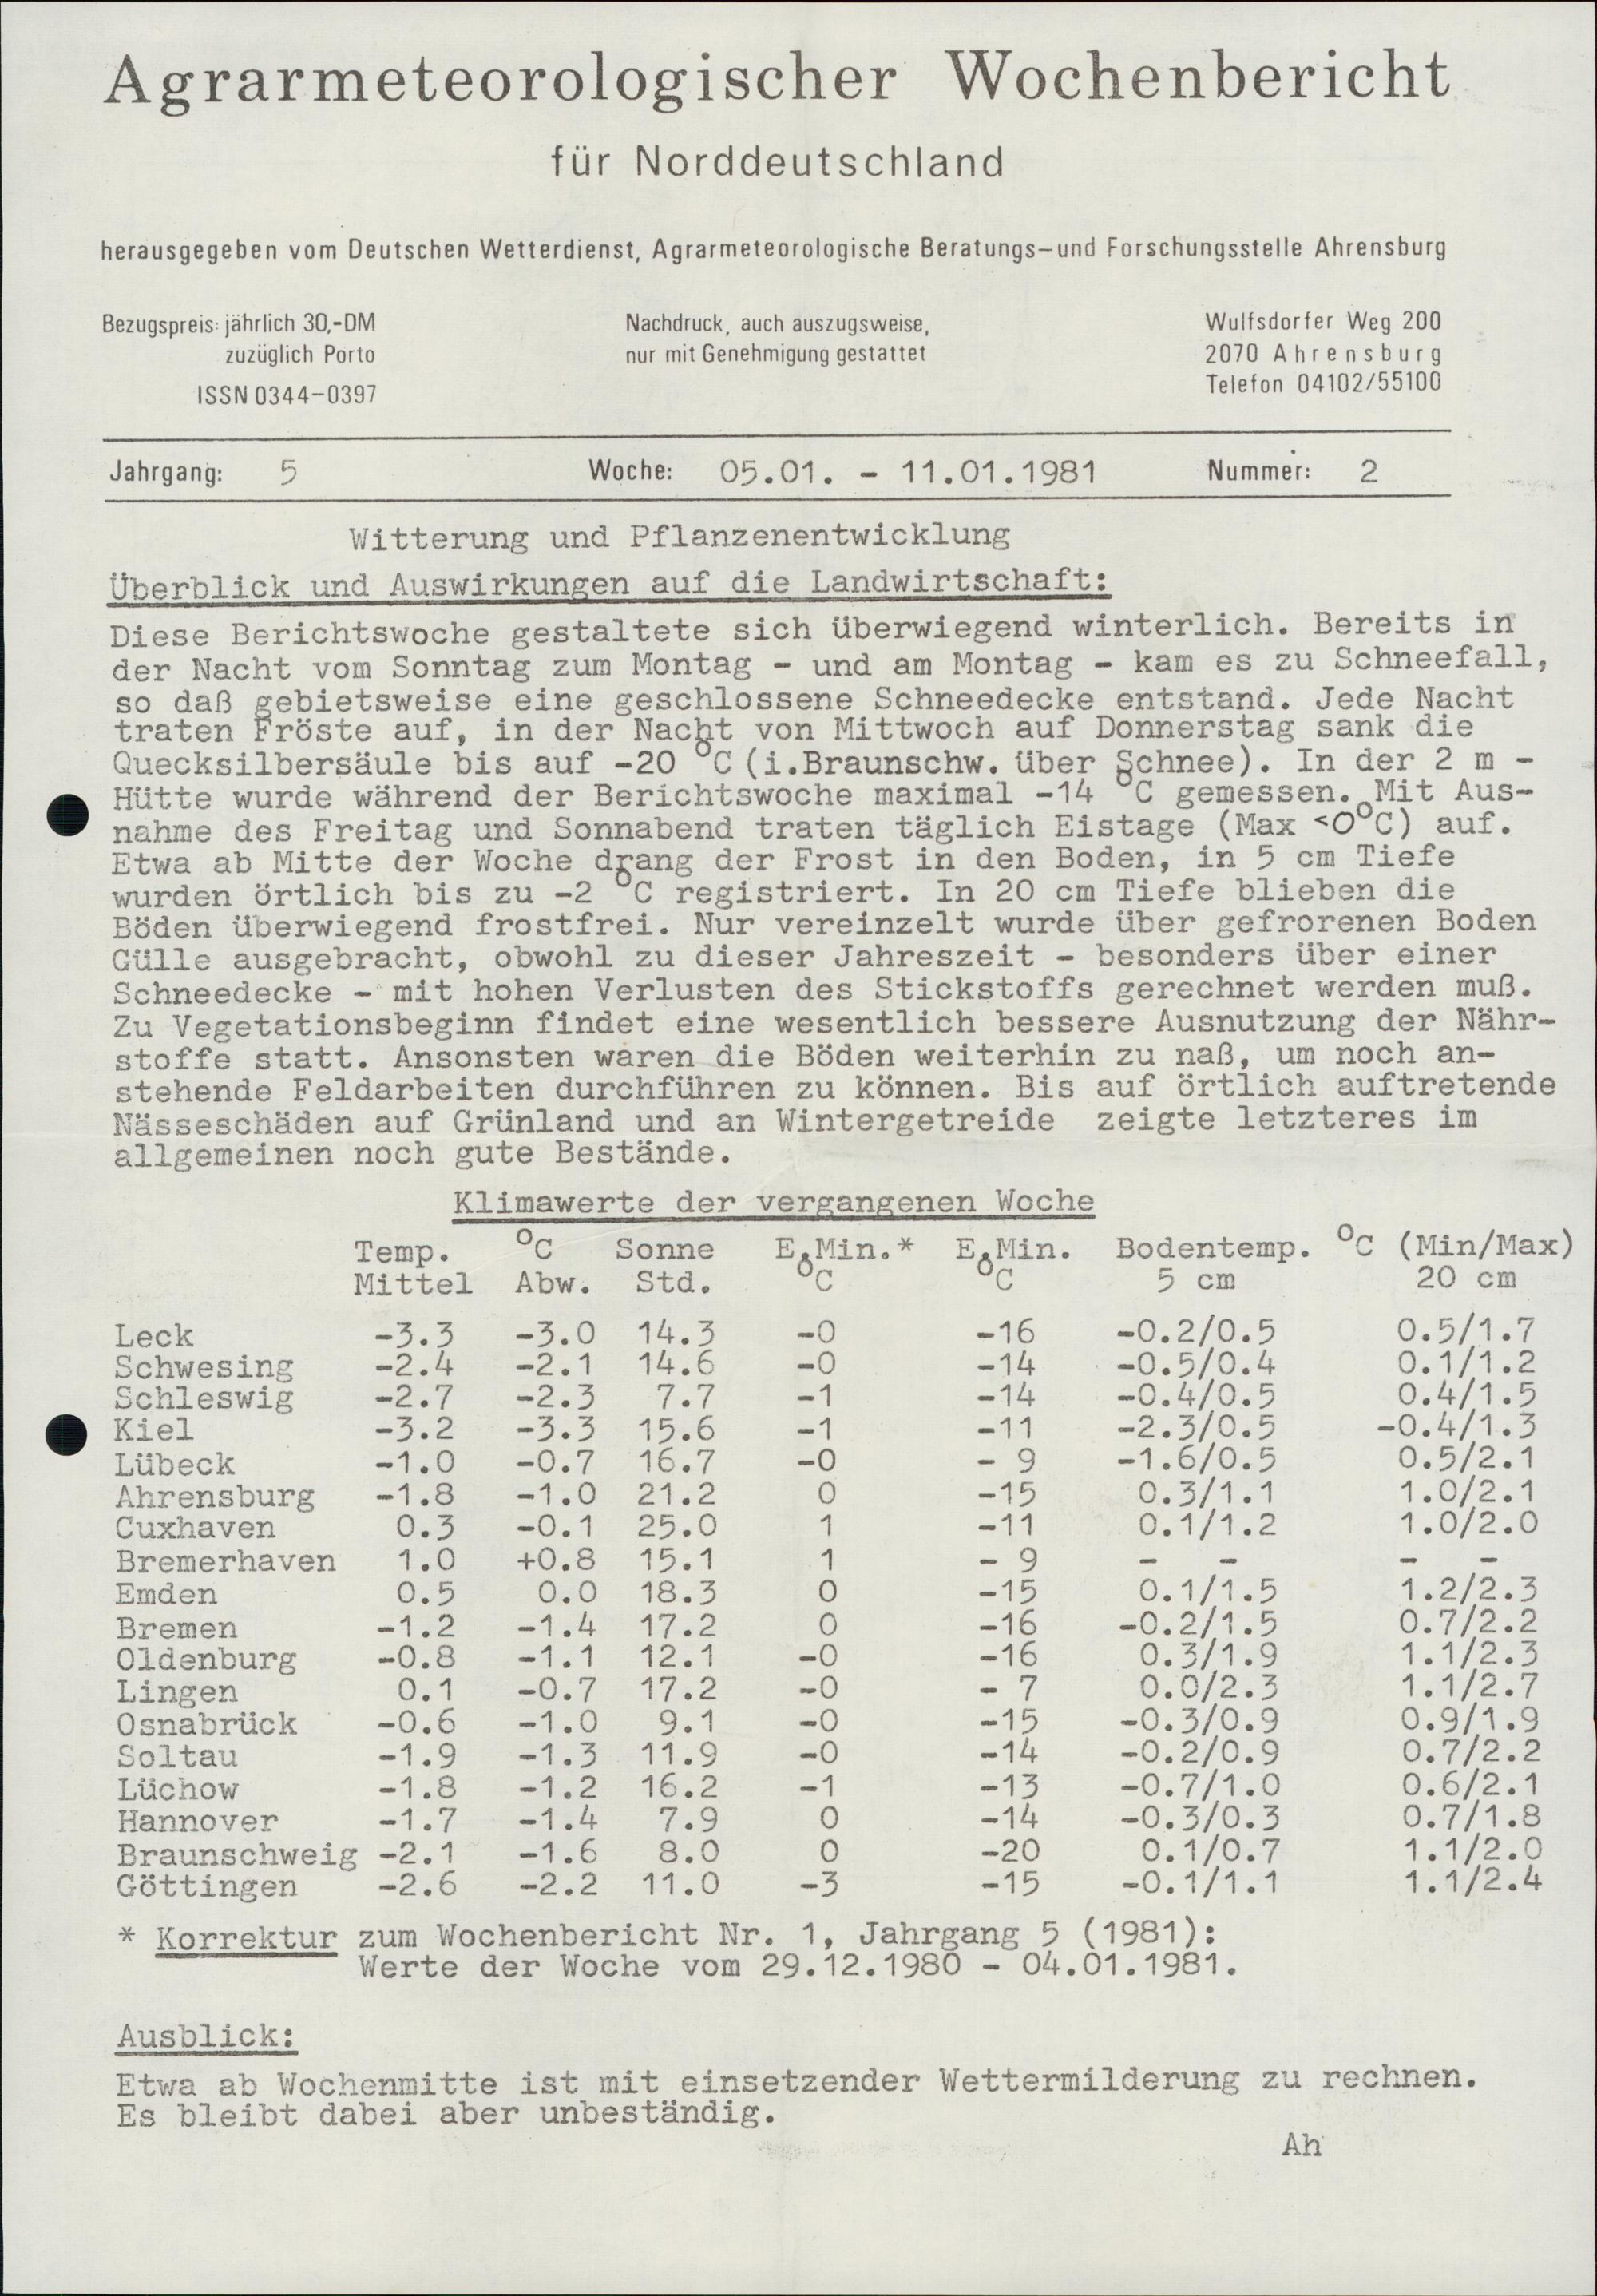 Agrarmeteorologischer Wochenbericht
für Norddeutschland
herausgegeben vom Deutschen Wetterdienst, Agrarmeteorologische Beratungs-und Forschungsstelle Ahrensburg
Bezugspreis: jährlich 30,-DM
zuzüglich Porto
ISSN 0344-0397
Nachdruck, auch auszugsweise,
nur mit Genehmigung gestattet
Wulfsdorfer Weg 200
2070 Ahrensburg
Telefon 04102/55100
Jahrgang: 5 Woche: 05.01. - 11.01.1981 Nummer: 2
Witterung und Pflanzenentwicklung
Überblick und Auswirkungen auf die Landwirtschaft:
Diese Berichtswoche gestaltete sich überwiegend winterlich. Bereits in
der Nacht vom Sonntag zum Montag - und am Montag - kam es zu Schneefall,
so daß gebietsweise eine geschlossene Schneedecke entstand. Jede Nacht
traten Fröste auf, in der Nacht von Mittwoch auf Donnerstag sank die
Quecksilbersäule bis auf -20 °C (i.Braunschw. über Schnee). In der 2 m -
Hütte wurde während der Berichtswoche maximal -14 °C gemessen. Mit Aus-
nahme des Freitag und Sonnabend traten täglich Eistage (Max <0°C) auf.
Etwa ab Mitte der Woche drang der Frost in den Boden, in 5 cm Tiefe
wurden örtlich bis zu -2 °C registriert. In 20 cm Tiefe blieben die
Böden überwiegend frostfrei. Nur vereinzelt wurde über gefrorenen Boden
Gülle ausgebracht, obwohl zu dieser Jahreszeit - besonders über einer
Schneedecke - mit hohen Verlusten des Stickstoffs gerechnet werden muß.
Zu Vegetationsbeginn findet eine wesentlich bessere Ausnutzung der Nähr-
stoffe statt. Ansonsten waren die Böden weiterhin zu naß, um noch an-
stehende Feldarbeiten durchführen zu können. Bis auf örtlich auftretende
Nässeschäden auf Grünland und an Wintergetreide zeigte letzteres im
allgemeinen noch gute Bestände.
Klimawerte der vergangenen Woche
Temp. °C Sonne E.Min.* E.Min. Bodentemp. °C (Min/Max)
Mittel Abw. Std. °C °C 5 cm 20 cm
Leck -3.3 -3.0 14.3 -0 -16 -0.2/0.5 0.5/1.7
Schwesing -2.4 -2.1 14.6 -0 -14 -0.5/0.4 0.1/1.2
Schleswig -2.7 -2.3 7.7 -1 -14 -0.4/0.5 0.4/1.5
Kiel -3.2 -3.3 15.6 -1 -11 -2.3/0.5 -0.4/1.3
Lübeck -1.0 -0.7 16.7 -0 - 9 -1.6/0.5 0.5/2.1
Ahrensburg -1.8 -1.0 21.2 0 -15 0.3/1.1 1.0/2.1
Cuxhaven 0.3 -0.1 25.0 1 -11 0.1/1.2 1.0/2.0
Bremerhaven 1.0 +0.8 15.1 1 - 9 - - - -
Emden 0.5 0.0 18.3 0 -15 0.1/1.5 1.2/2.3
Bremen -1.2 -1.4 17.2 0 -16 -0.2/1.5 0.7/2.2
Oldenburg -0.8 -1.1 12.1 -0 -16 0.3/1.9 1.1/2.3
Lingen 0.1 -0.7 17.2 -0 - 7 0.0/2.3 1.1/2.7
Osnabrück -0.6 -1.0 9.1 -0 -15 -0.3/0.9 0.9/1.9
Soltau -1.9 -1.3 11.9 -0 -14 -0.2/0.9 0.7/2.2
Lüchow -1.8 -1.2 16.2 -1 -13 -0.7/1.0 0.6/2.1
Hannover -1.7 -1.4 7.9 0 -14 -0.3/0.3 0.7/1.8
Braunschweig -2.1 -1.6 8.0 0 -20 0.1/0.7 1.1/2.0
Göttingen -2.6 -2.2 11.0 -3 -15 -0.1/1.1 1.1/2.4
* Korrektur zum Wochenbericht Nr. 1, Jahrgang 5 (1981):
Werte der Woche vom 29.12.1980 - 04.01.1981.
Ausblick:
Etwa ab Wochenmitte ist mit einsetzender Wettermilderung zu rechnen.
Es bleibt dabei aber unbeständig.
Ah